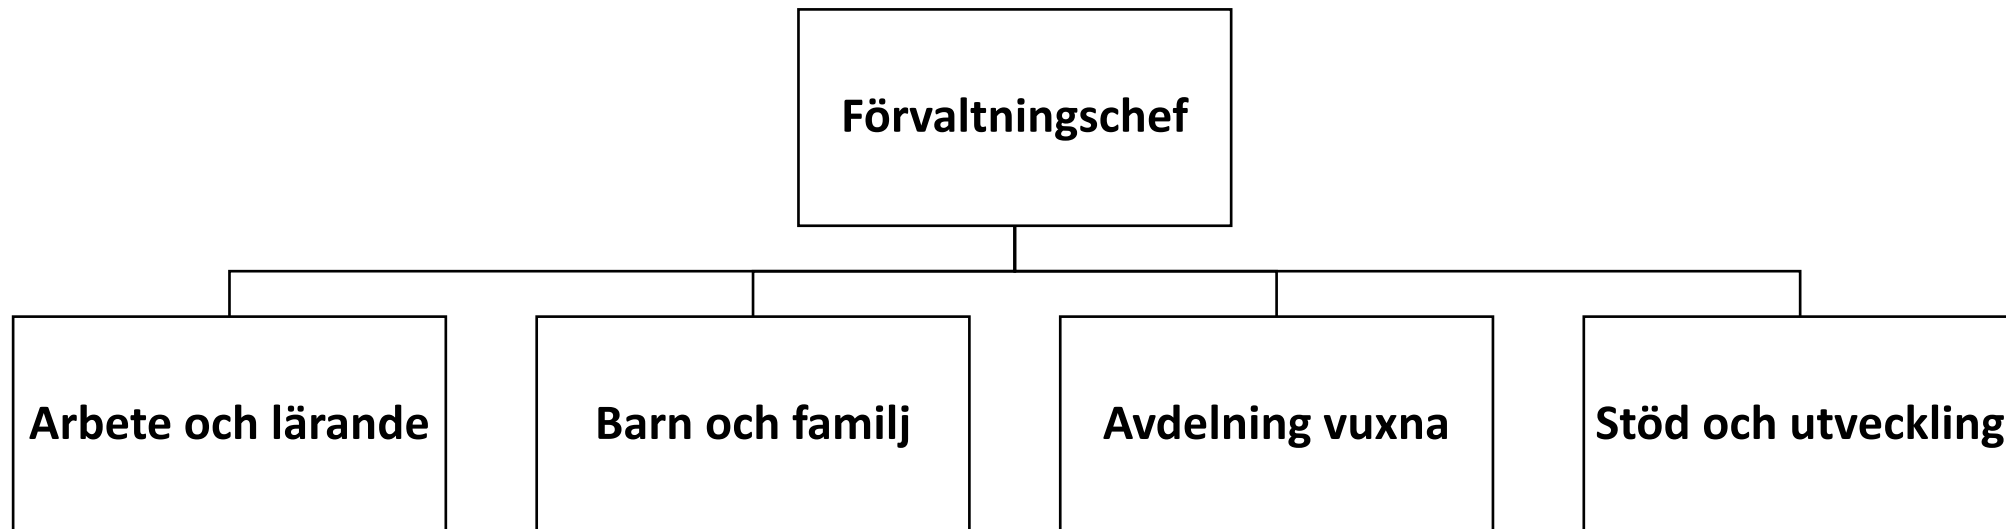 Förvaltningschef
Arbete och lärande
Barn och familj
Avdelning vuxna
Stöd och utveckling